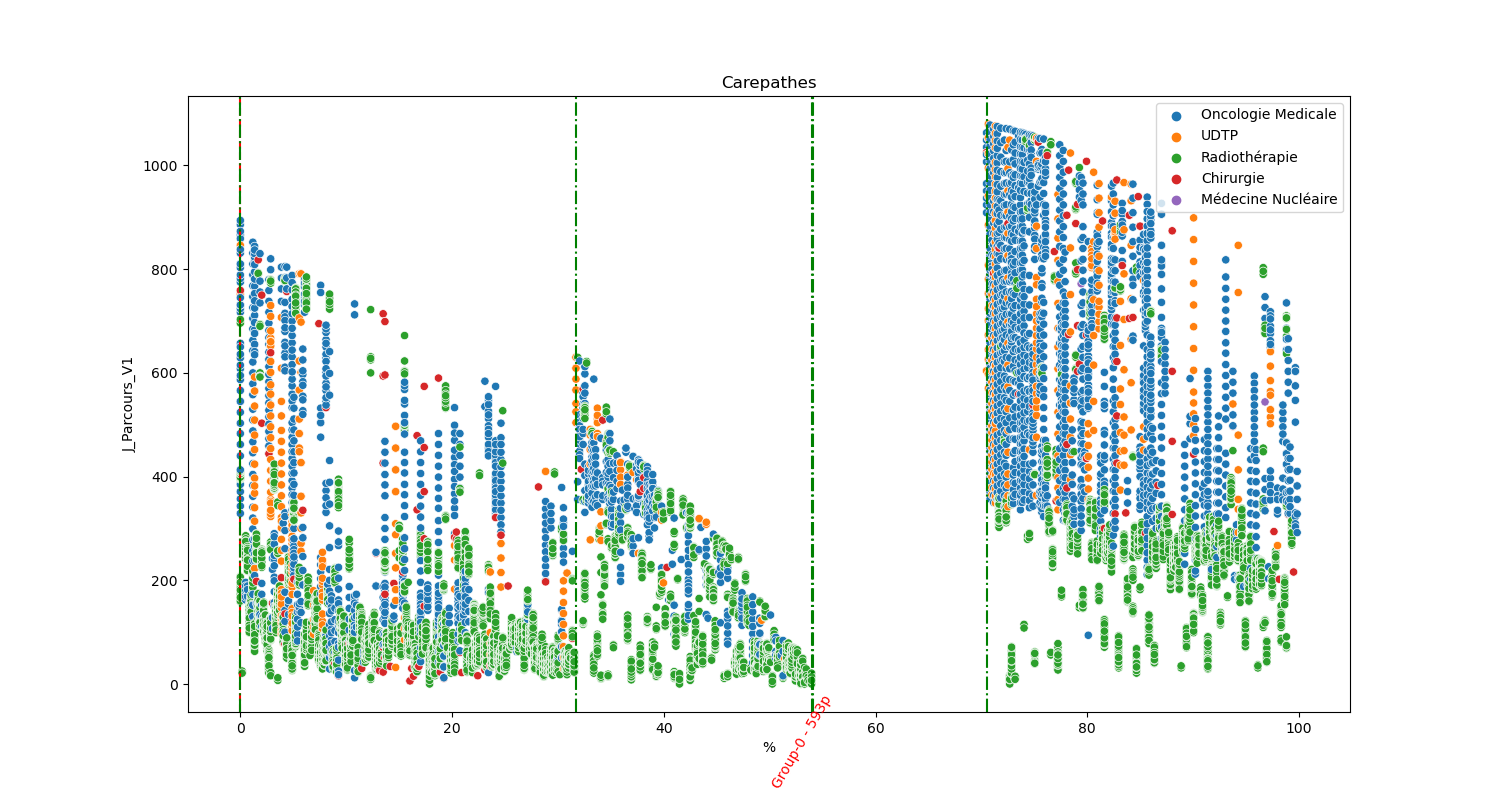 Carepathes
Oncologie Medicale
UDTP
Radiothérapie
Chirurgie
Médecine Nucléaire
J_Parcours_V1
1000
800
600
400
200
0
0 20 40 60 80 100
%
Group-0 - 593p